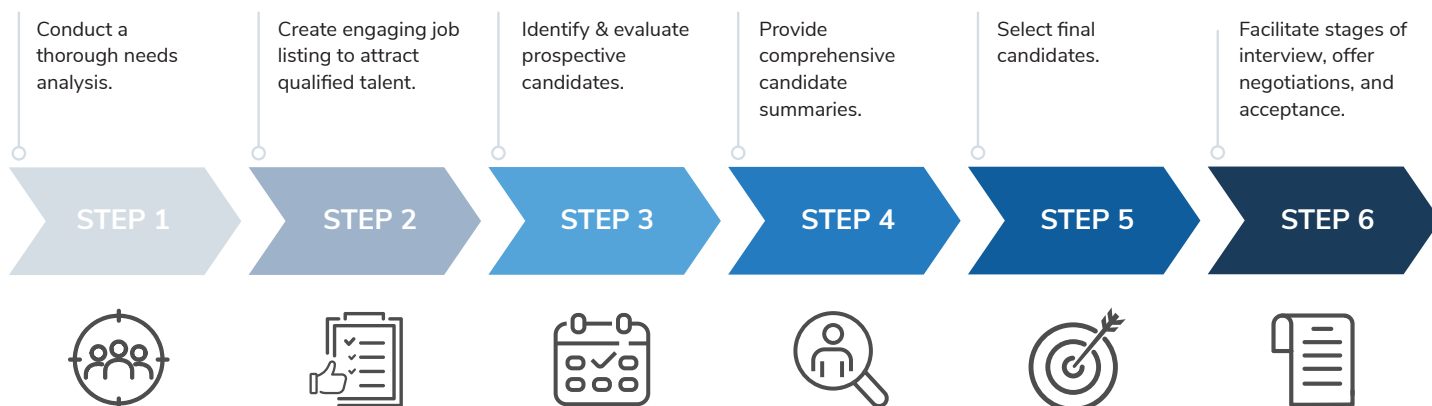 Conduct a
thorough needs
analysis.
Create engaging job
listing to attract
qualified talent.
Identify & evaluate
prospective
candidates.
Provide
comprehensive
candidate
summaries.
Select final
candidates.
Facilitate stages of
interview, offer
negotiations, and
acceptance.
STEP 1
STEP 2
STEP 3
STEP 4
STEP 5
STEP 6